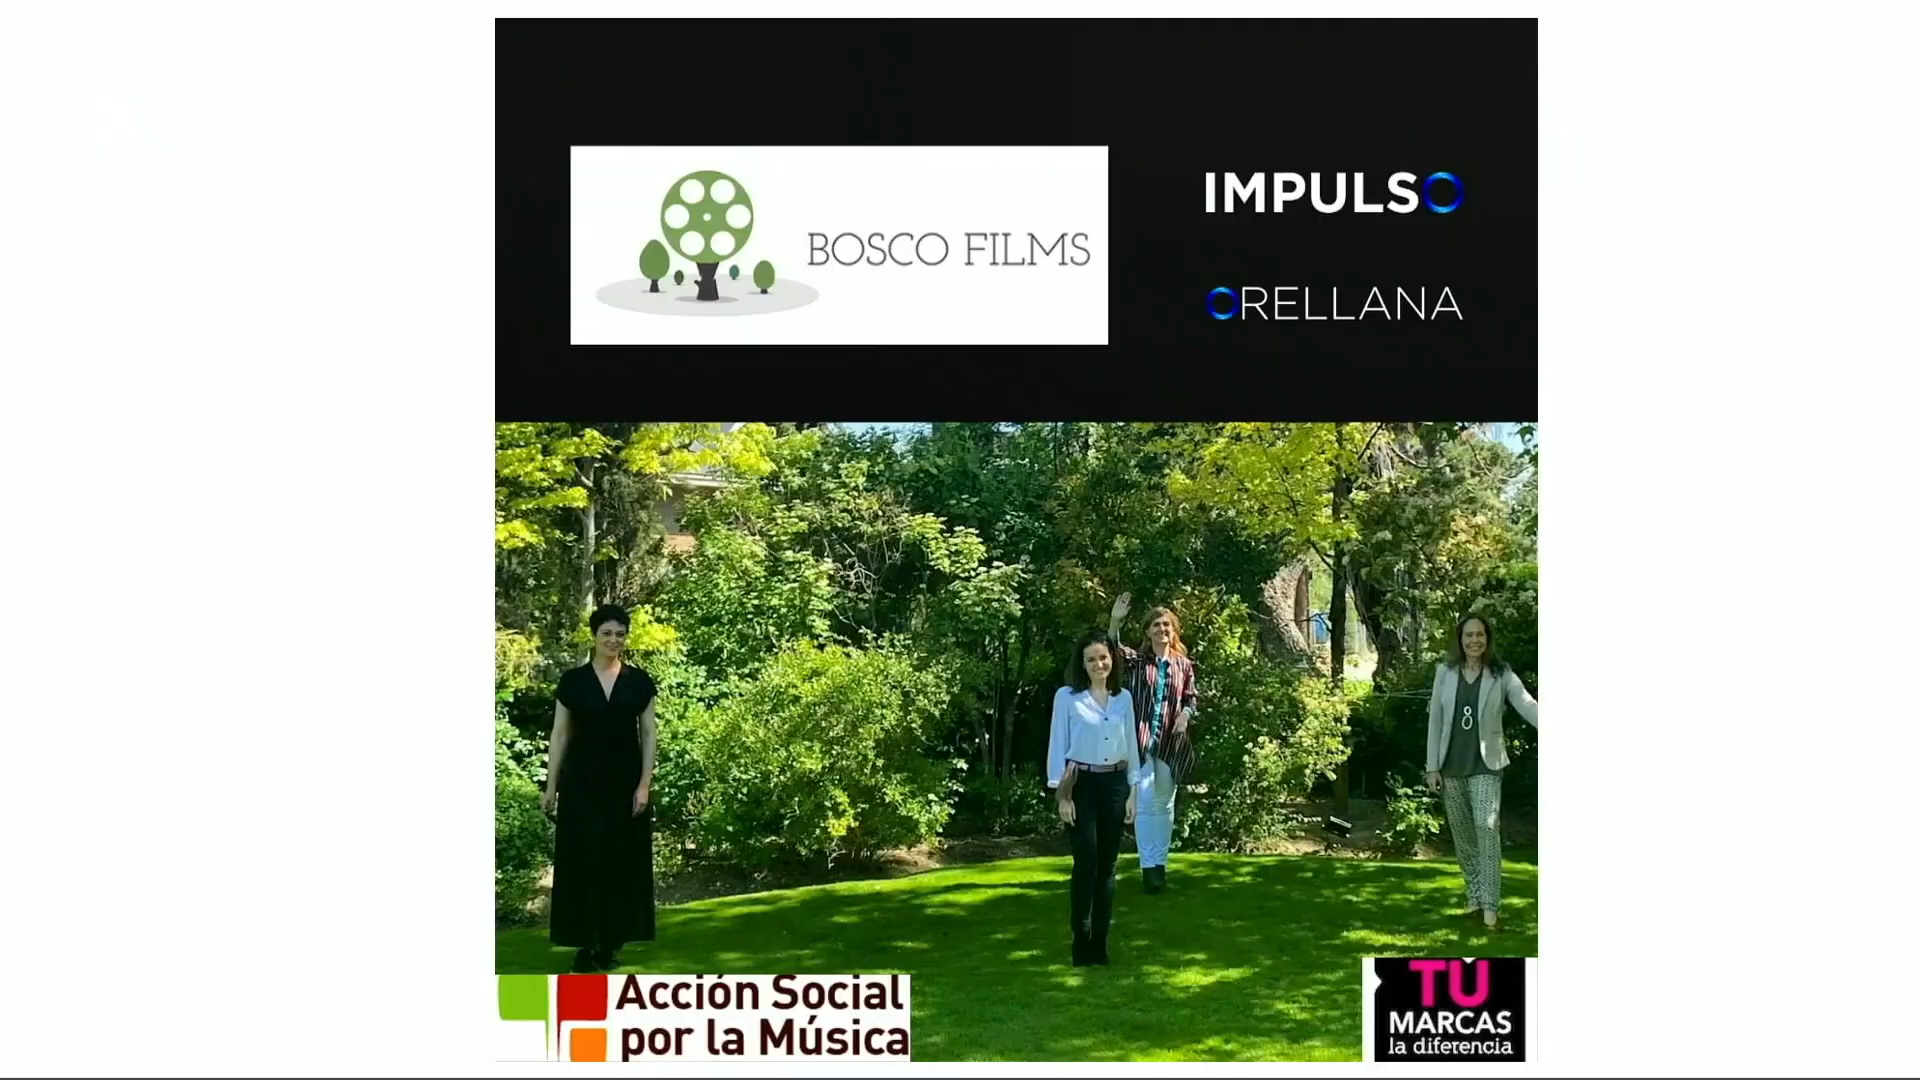 BOSCO FILMS
IMPULSO
ORELLANA
Acción Social
por la Música
TÚ
MARCAS
la diferencia